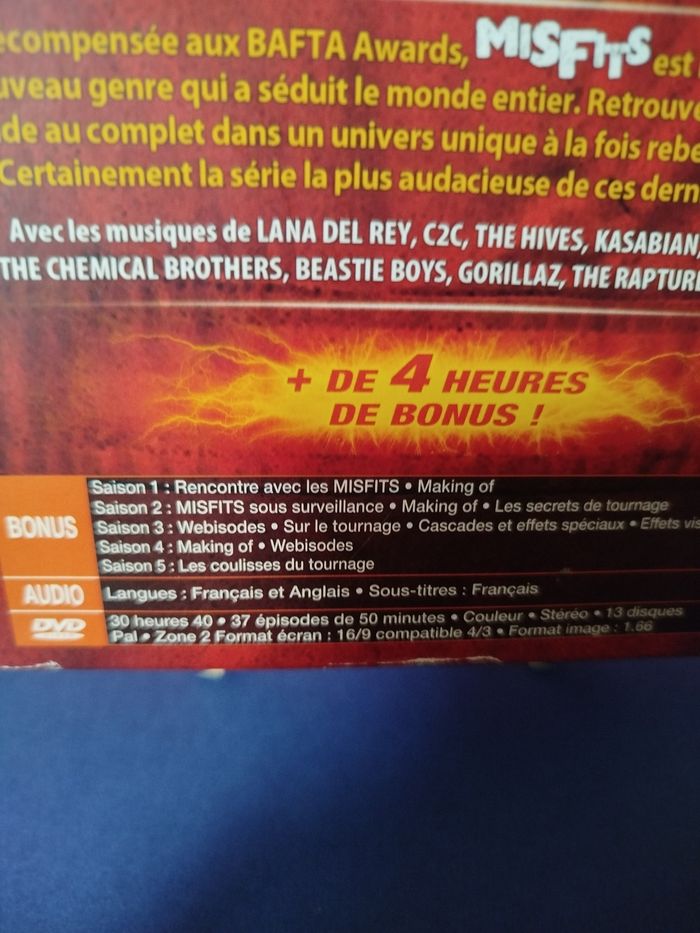 ecompensée aux BAFTA Awards, MISFITS est
uveau genre qui a séduit le monde entier. Retrouv
de au complet dans un univers unique à la fois rebe
Certainement la série la plus audacieuse de ces dern
Avec les musiques de LANA DEL REY, C2C, THE HIVES, KASABIAN,
THE CHEMICAL BROTHERS, BEASTIE BOYS, GORILLAZ, THE RAPTURE
+ DE 4 HEURES
DE BONUS !
BONUS
Saison 1 : Rencontre avec les MISFITS • Making of
Saison 2 : MISFITS sous surveillance • Making of • Les secrets de tournage
Saison 3 : Webisodes • Sur le tournage • Cascades et effets spéciaux • Effets vis
Saison 4 : Making of • Webisodes
Saison 5 : Les coulisses du tournage
AUDIO Langues : Français et Anglais • Sous-titres : Français
DVD 30 heures 40 • 37 épisodes de 50 minutes • Couleur • Stéréo • 13 disques
Pal • Zone 2 Format écran : 16/9 compatible 4/3 • Format image : 1.66